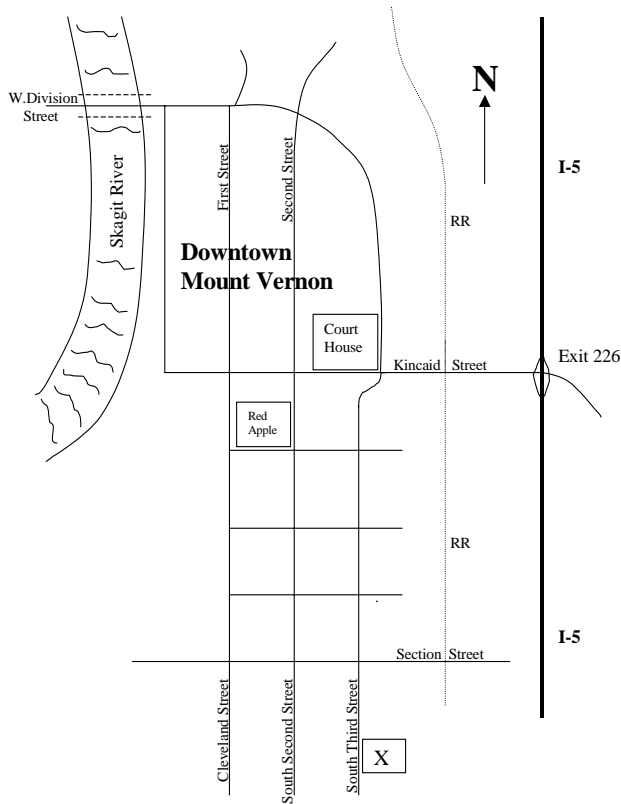 N
W.Division
Street
I-5
First Street
Second Street
Skagit River
RR
Downtown
Mount Vernon
Court
House
Exit 226
Kincaid Street
Red
Apple
RR
I-5
Section Street
Cleveland Street
South Second Street
South Third Street
X